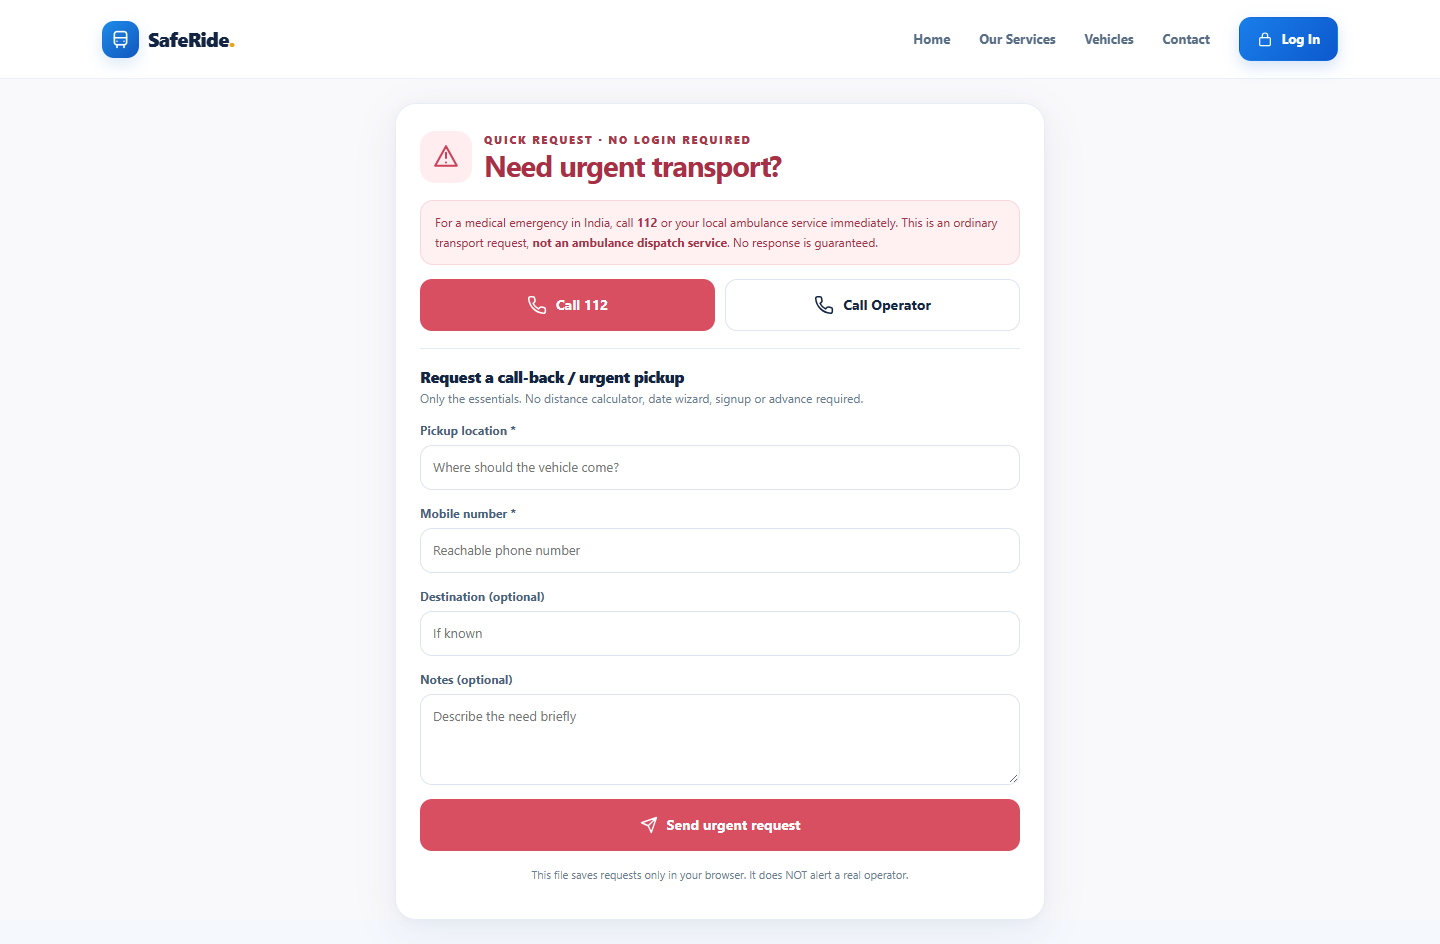 SafeRide.
Home
Our Services
Vehicles
Contact
Log In
QUICK REQUEST · NO LOGIN REQUIRED
Need urgent transport?
For a medical emergency in India, call 112 or your local ambulance service immediately. This is an ordinary
transport request, not an ambulance dispatch service. No response is guaranteed.
Call 112
Call Operator
Request a call-back / urgent pickup
Only the essentials. No distance calculator, date wizard, signup or advance required.
Pickup location *
Where should the vehicle come?
Mobile number *
Reachable phone number
Destination (optional)
If known
Notes (optional)
Describe the need briefly
Send urgent request
This file saves requests only in your browser. It does NOT alert a real operator.